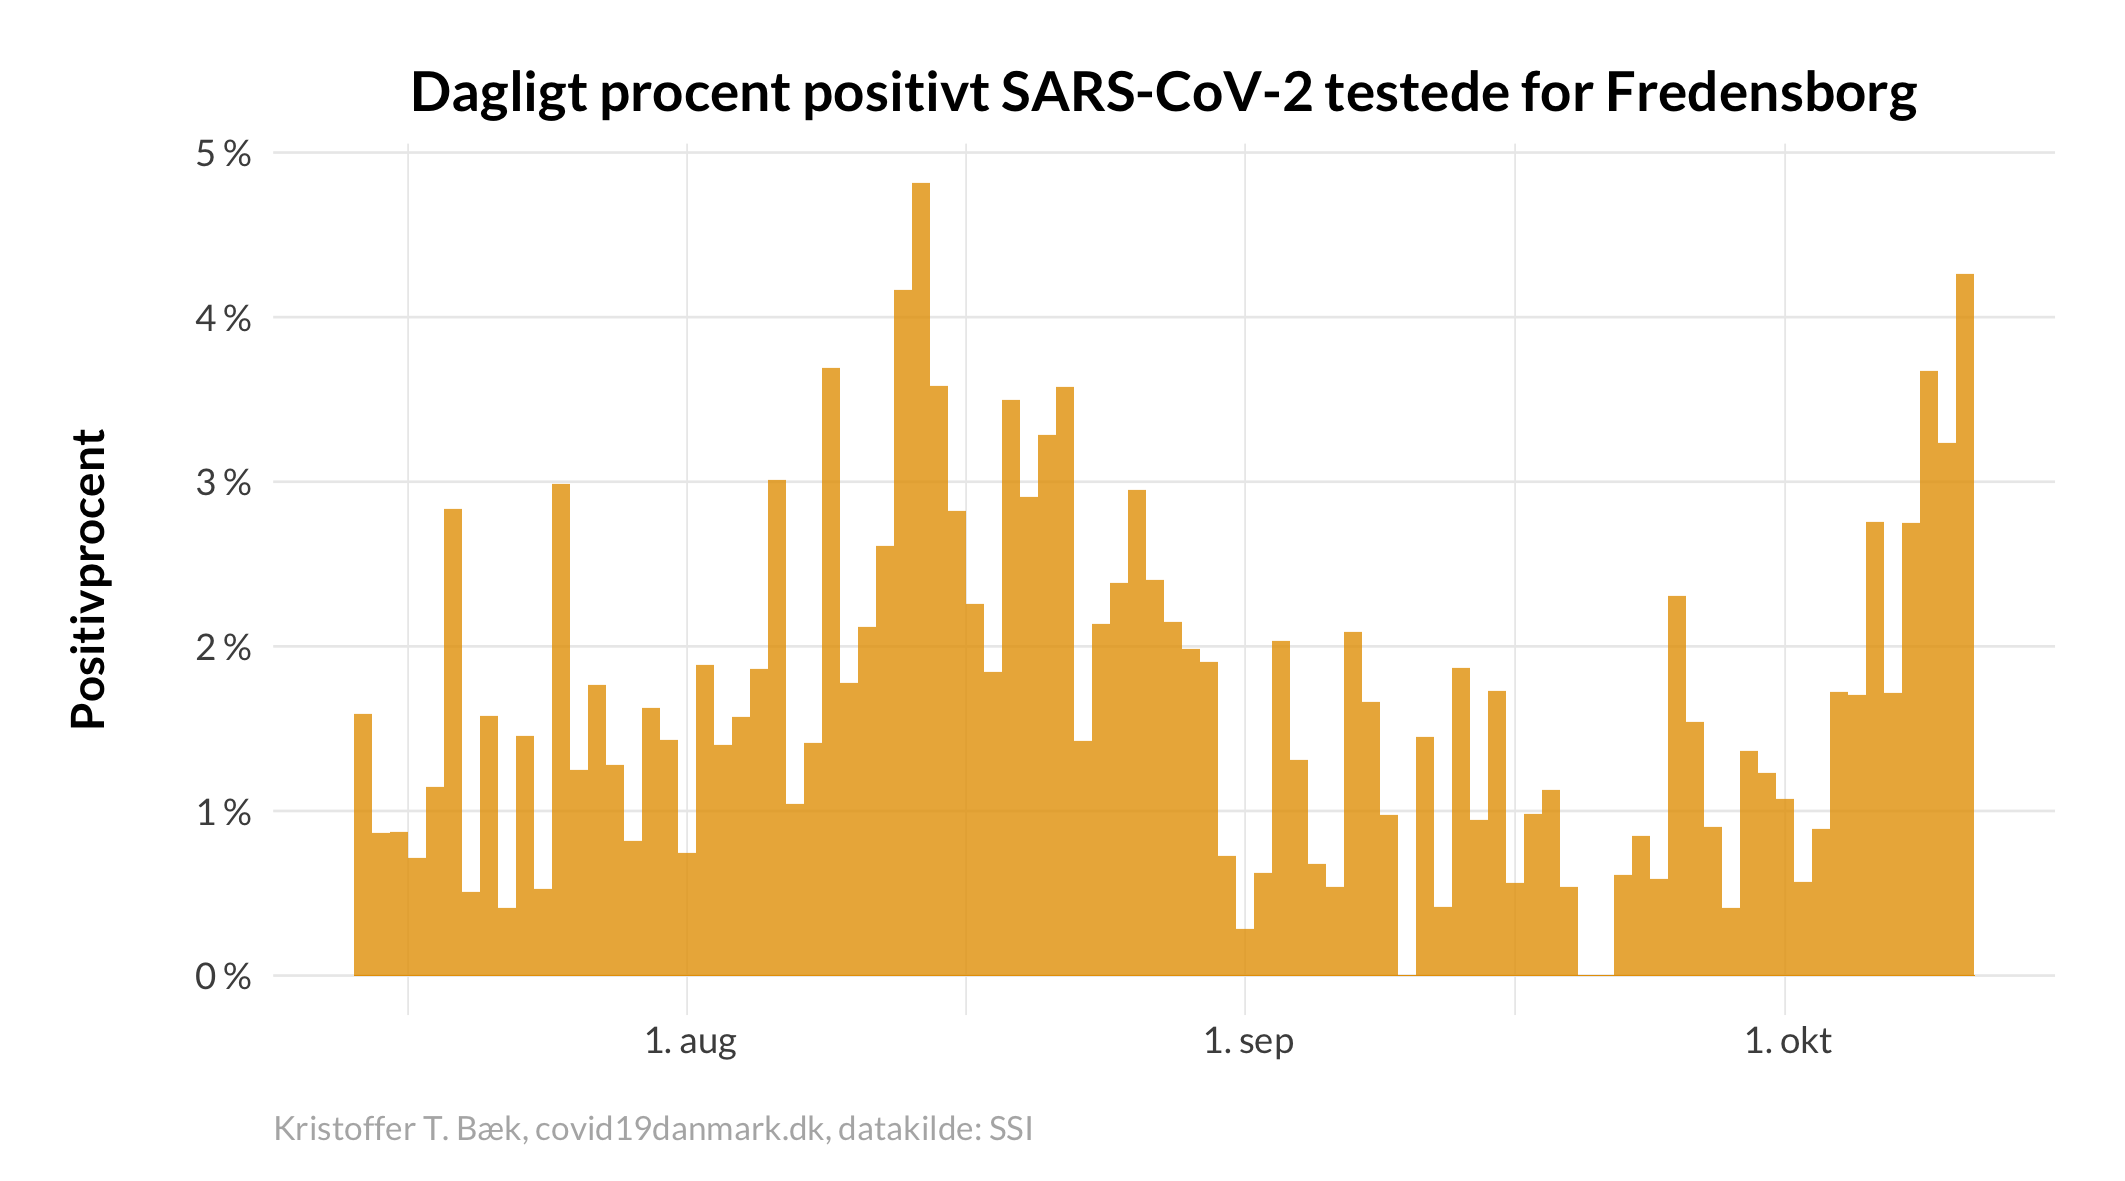 Dagligt procent positivt SARS-CoV-2 testede for Fredensborg
5 %
4 %
3 %
2 %
1 %
0 %
Positivprocent
1. aug
1. sep
1. okt
Kristoffer T. Bæk, covid19danmark.dk, datakilde: SSI